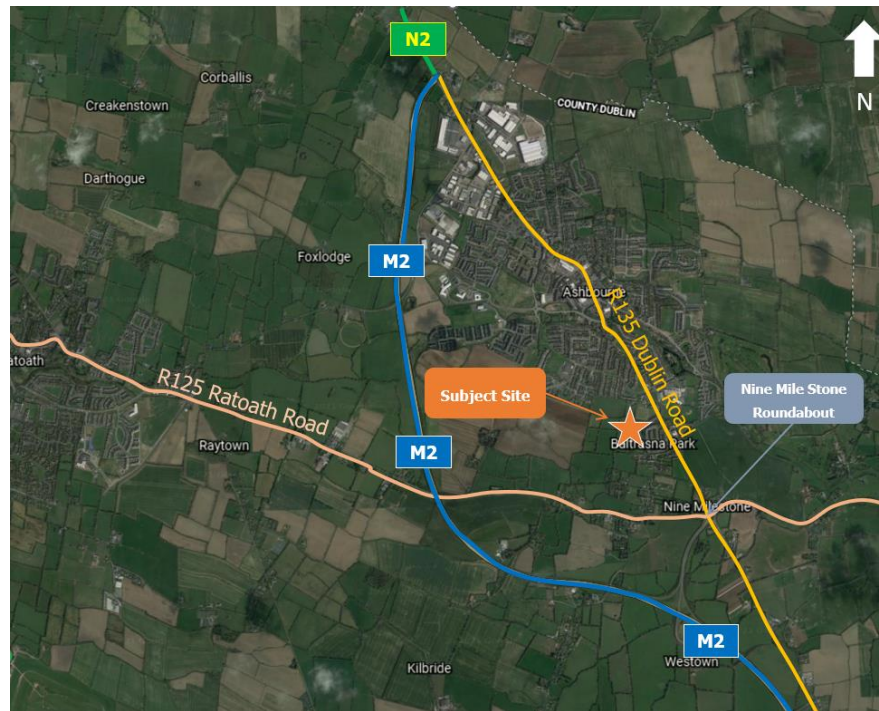 N2
N
Corballis
Creakenstown
COUNTY DUBLIN
Darthogue
Foxlodge
M2
Ashbourne
R135 Dublin Road
atoath
R125 Ratoath Road
Subject Site
Nine Mile Stone
Roundabout
Raytown
M2
Baltrasna Park
Nine Milestone
M2
Westown
Kilbride